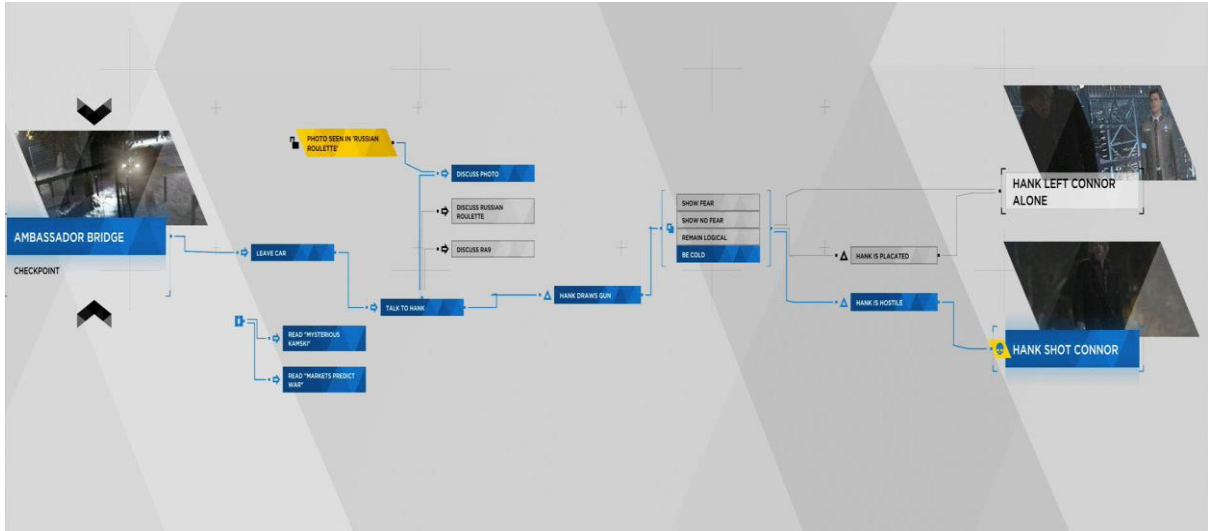 AMBASSADOR BRIDGE
CHECKPOINT
LEAVE CAR
READ "MYSTERIOUS
KAMSKI"
READ "MARKETS PREDICT
WAR"
PHOTO SEEN IN 'RUSSIAN
ROULETTE'
DISCUSS PHOTO
DISCUSS RUSSIAN
ROULETTE
DISCUSS RA9
TALK TO HANK
HANK DRAWS GUN
SHOW FEAR
SHOW NO FEAR
REMAIN LOGICAL
BE COLD
HANK IS PLACATED
HANK IS HOSTILE
HANK LEFT CONNOR
ALONE
HANK SHOT CONNOR